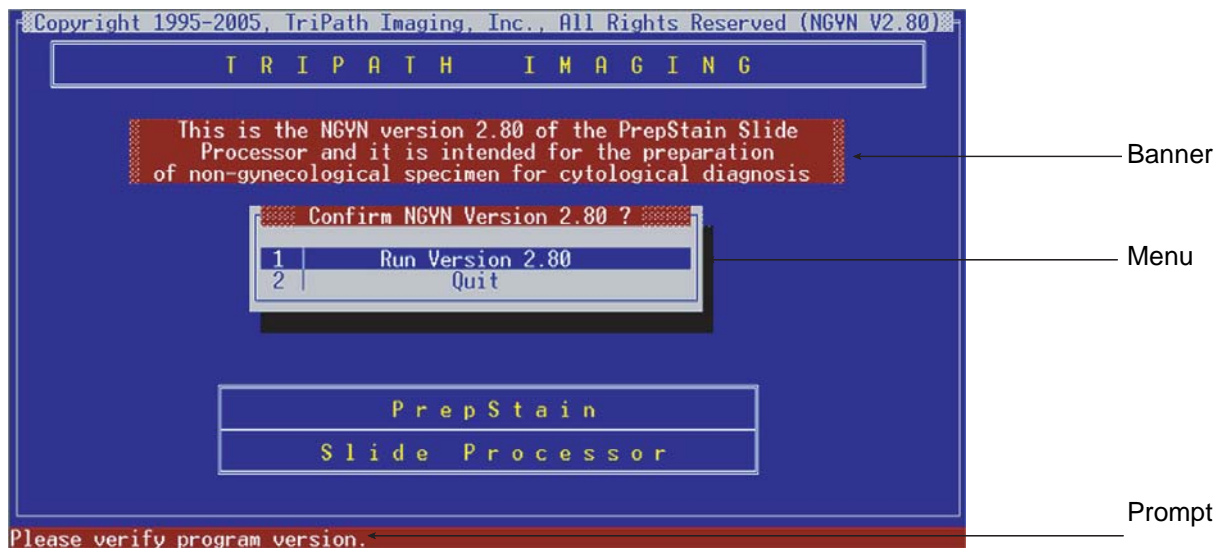 Copyright 1995-2005, TriPath Imaging, Inc., All Rights Reserved (NGYN V2.80)
T R I P A T H I M A G I N G
This is the NGYN version 2.80 of the PrepStain Slide
Processor and it is intended for the preparation
of non-gynecological specimen for cytological diagnosis
Banner
Confirm NGYN Version 2.80 ?
1 Run Version 2.80
2 Quit
Menu
P r e p S t a i n
S l i d e P r o c e s s o r
Please verify program version.
Prompt